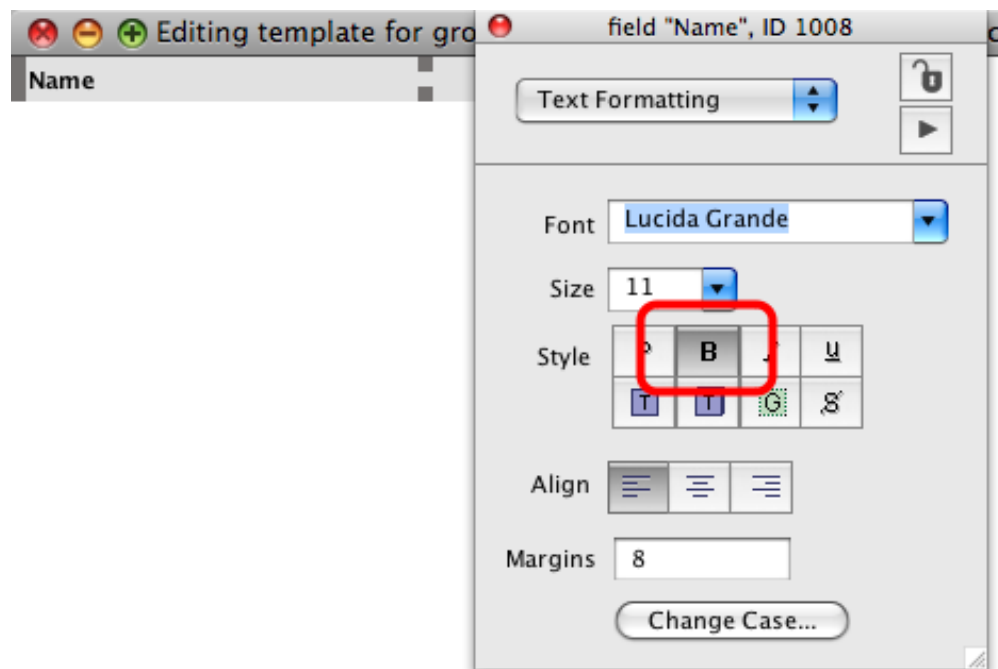 Editing template for gro
field "Name", ID 1008
Name
Text Formatting
Font Lucida Grande
Size 11
Style B U
T T G S
Align
Margins 8
Change Case...